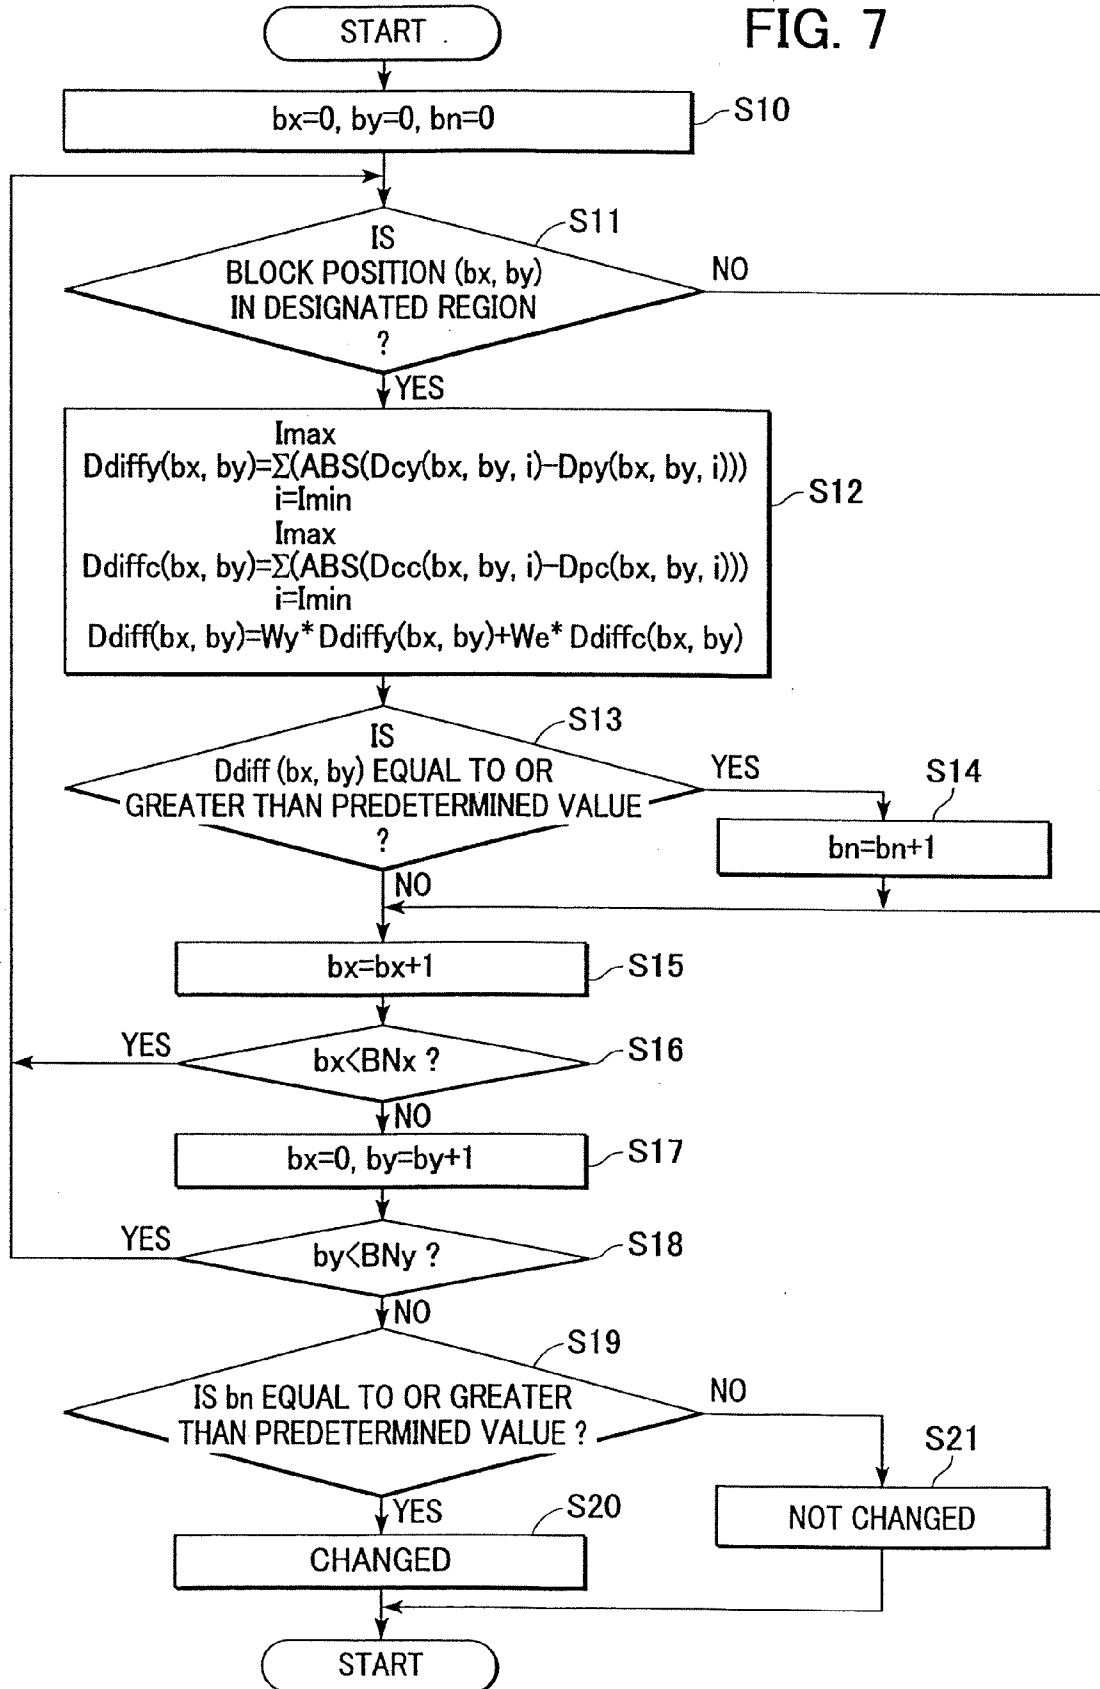 FIG. 7
START
bx=0, by=0, bn=0
S10
S11
IS
BLOCK POSITION (bx, by)
IN DESIGNATED REGION
?
NO
YES
Imax
Ddiffy(bx, by)=Σ(ABS(Dcy(bx, by, i)-Dpy(bx, by, i)))
i=Imin
Imax
Ddiffc(bx, by)=Σ(ABS(Dcc(bx, by, i)-Dpc(bx, by, i)))
i=Imin
Ddiff(bx, by)=Wy* Ddiffy(bx, by)+We* Ddiffc(bx, by)
S12
S13
IS
Ddiff (bx, by) EQUAL TO OR
GREATER THAN PREDETERMINED VALUE
?
YES
S14
bn=bn+1
NO
bx=bx+1
S15
YES
bx<BNx ?
S16
NO
bx=0, by=by+1
S17
YES
by<BNy ?
S18
NO
S19
IS bn EQUAL TO OR GREATER
THAN PREDETERMINED VALUE ?
NO
S21
NOT CHANGED
YES
S20
CHANGED
START